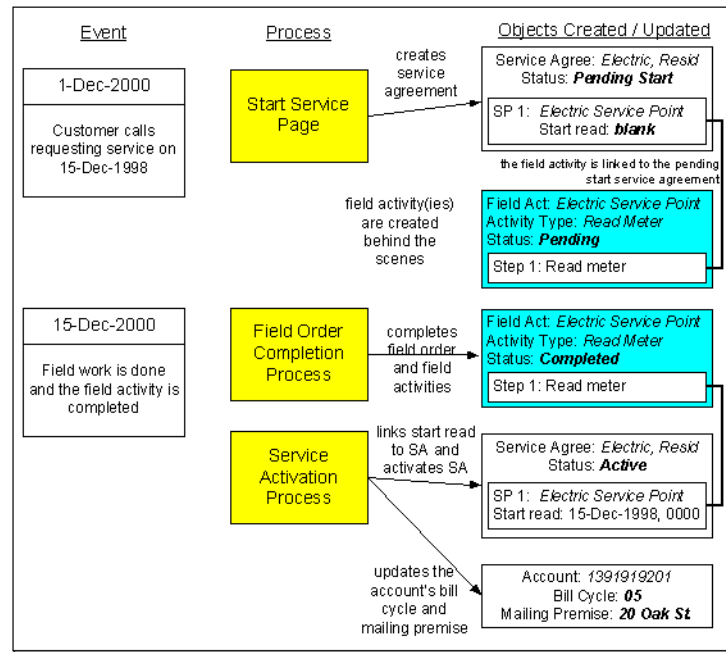 Event
Process
Objects Created / Updated
1-Dec-2000
Customer calls
requesting service on
15-Dec-1998
Start Service
Page
creates
service
agreement
Service Agree: Electric, Resid
Status: Pending Start
SP 1: Electric Service Point
Start read: blank
the field activity is linked to the pending
start service agreement
field activity(ies)
are created
behind the
scenes
Field Act: Electric Service Point
Activity Type: Read Meter
Status: Pending
Step 1: Read meter
15-Dec-2000
Field work is done
and the field activity is
completed
Field Order
Completion
Process
completes
field order
and field
activities
Field Act: Electric Service Point
Activity Type: Read Meter
Status: Completed
Step 1: Read meter
Service
Activation
Process
links start read
to SA and
activates SA
Service Agree: Electric, Resid
Status: Active
SP 1: Electric Service Point
Start read: 15-Dec-1998, 0000
updates the
account's bill
cycle and
mailing premise
Account: 1391919201
Bill Cycle: 05
Mailing Premise: 20 Oak St.